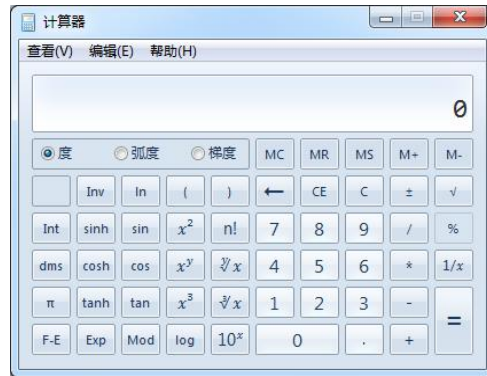 计算器
查看(V) 编辑(E) 帮助(H)
0
度 弧度 梯度 MC MR MS M+ M-
Inv ln ( ) ← CE C ± √
Int sinh sin x² n! 7 8 9 / %
dms cosh cos xʸ ʸ√x 4 5 6 * 1/x
π tanh tan x³ ³√x 1 2 3 - =
F-E Exp Mod log 10ˣ 0 . +